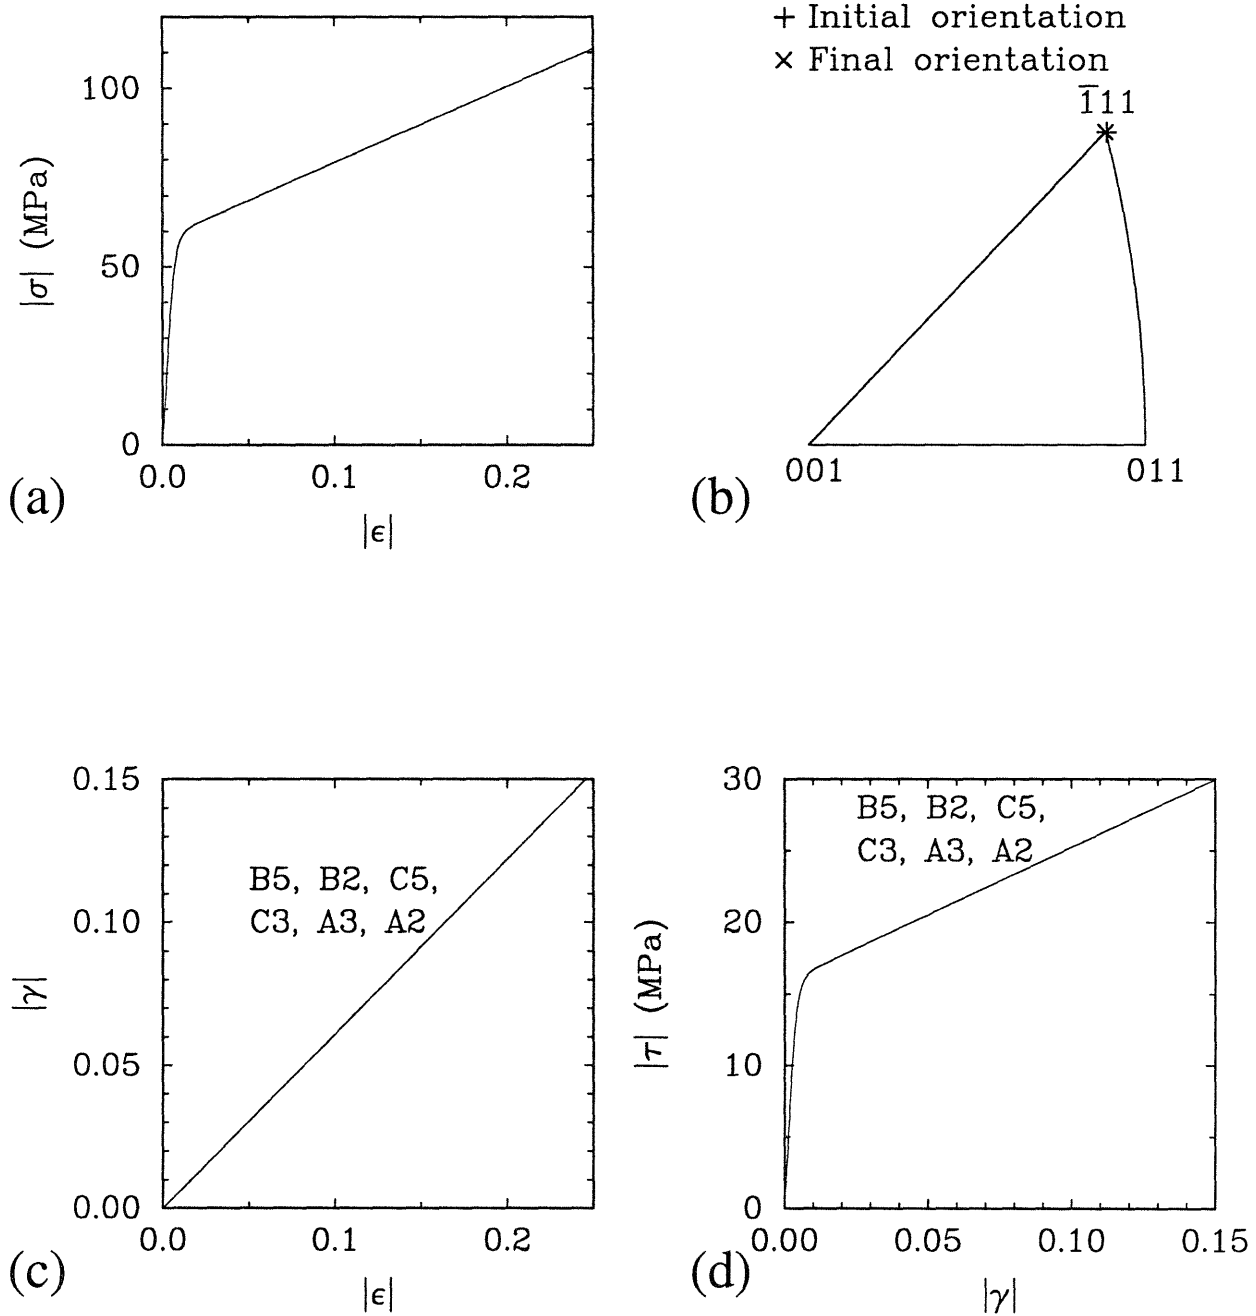 100
50
0
0.0 0.1 0.2
|σ| (MPa)
|ϵ|
(a)
+ Initial orientation
× Final orientation
1̅11
001 011
(b)
0.15
0.10
0.05
0.00
0.0 0.1 0.2
|γ|
|ϵ|
B5, B2, C5,
C3, A3, A2
(c)
30
20
10
0
0.00 0.05 0.10 0.15
|τ| (MPa)
|γ|
B5, B2, C5,
C3, A3, A2
(d)